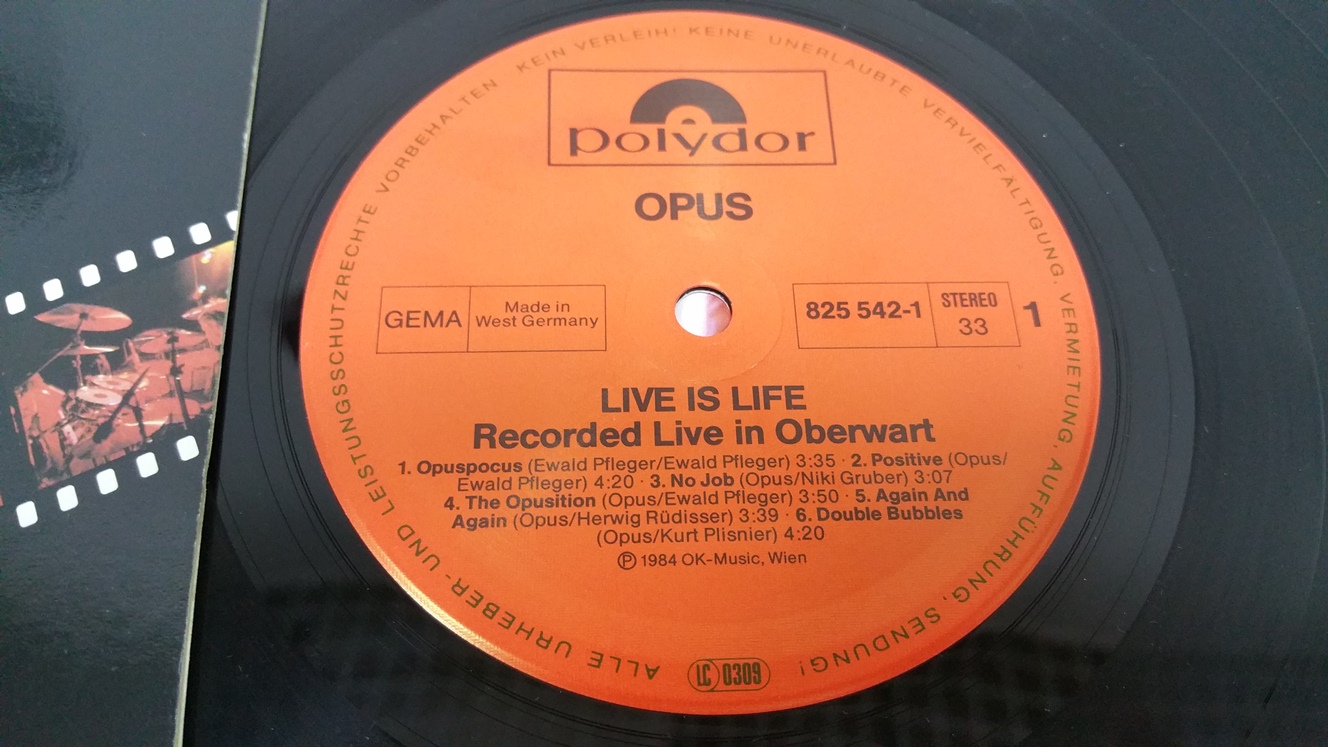 ALLE URHEBER- UND LEISTUNGSSCHUTZRECHTE VORBEHALTEN KEIN VERLEIH! KEINE UNERLAUBTE VERVIELFÄLTIGUNG, VERMIETUNG, AUFFÜHRUNG, SENDUNG!
polydor
OPUS
GEMA
Made in
West Germany
825 542-1
STEREO
33
1
LIVE IS LIFE
Recorded Live in Oberwart
1. Opuspocus (Ewald Pfleger/Ewald Pfleger) 3:35 · 2. Positive (Opus/
Ewald Pfleger) 4:20 · 3. No Job (Opus/Niki Gruber) 3:07
4. The Opusition (Opus/Ewald Pfleger) 3:50 · 5. Again And
Again (Opus/Herwig Rüdisser) 3:39 · 6. Double Bubbles
(Opus/Kurt Plisnier) 4:20
℗ 1984 OK-Music, Wien
LC 0309